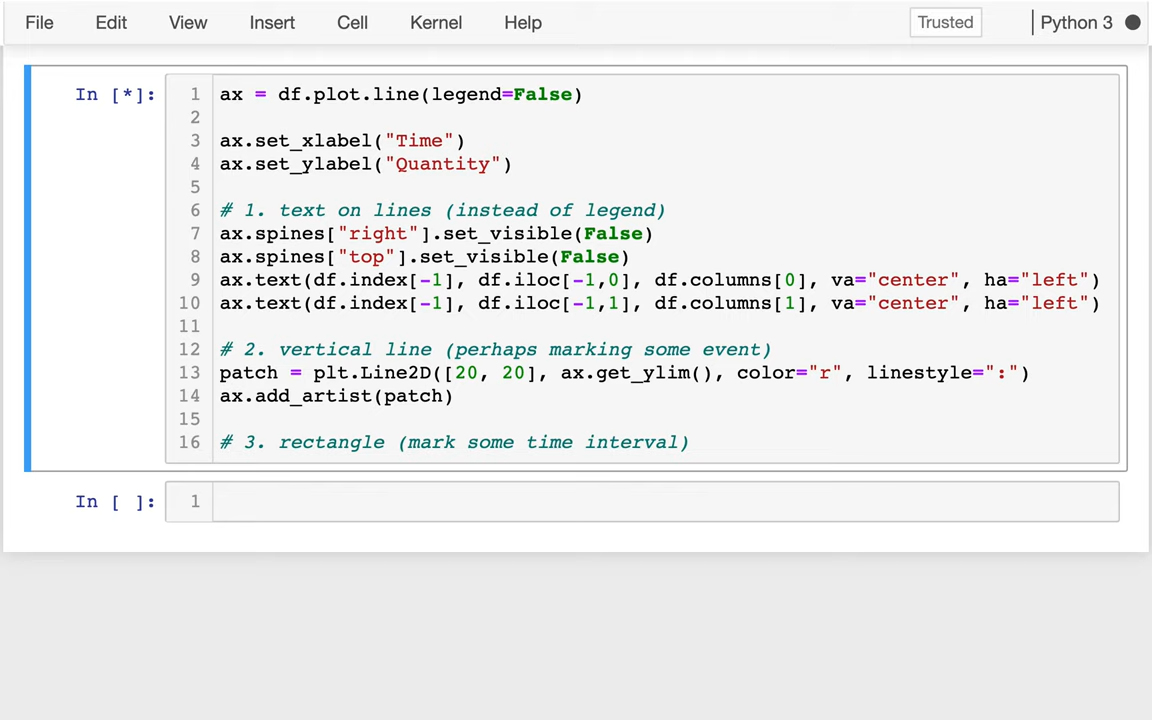 File Edit View Insert Cell Kernel Help Trusted Python 3
In [*]:
1 ax = df.plot.line(legend=False)
2
3 ax.set_xlabel("Time")
4 ax.set_ylabel("Quantity")
5
6 # 1. text on lines (instead of legend)
7 ax.spines["right"].set_visible(False)
8 ax.spines["top"].set_visible(False)
9 ax.text(df.index[-1], df.iloc[-1,0], df.columns[0], va="center", ha="left")
10 ax.text(df.index[-1], df.iloc[-1,1], df.columns[1], va="center", ha="left")
11
12 # 2. vertical line (perhaps marking some event)
13 patch = plt.Line2D([20, 20], ax.get_ylim(), color="r", linestyle=":")
14 ax.add_artist(patch)
15
16 # 3. rectangle (mark some time interval)
In [ ]: 1